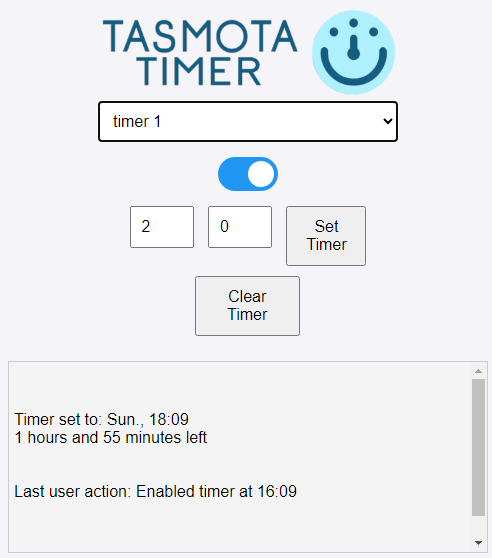 TASMOTA
TIMER
timer 1
2
0
Set
Timer
Clear
Timer
Timer set to: Sun., 18:09
1 hours and 55 minutes left
Last user action: Enabled timer at 16:09